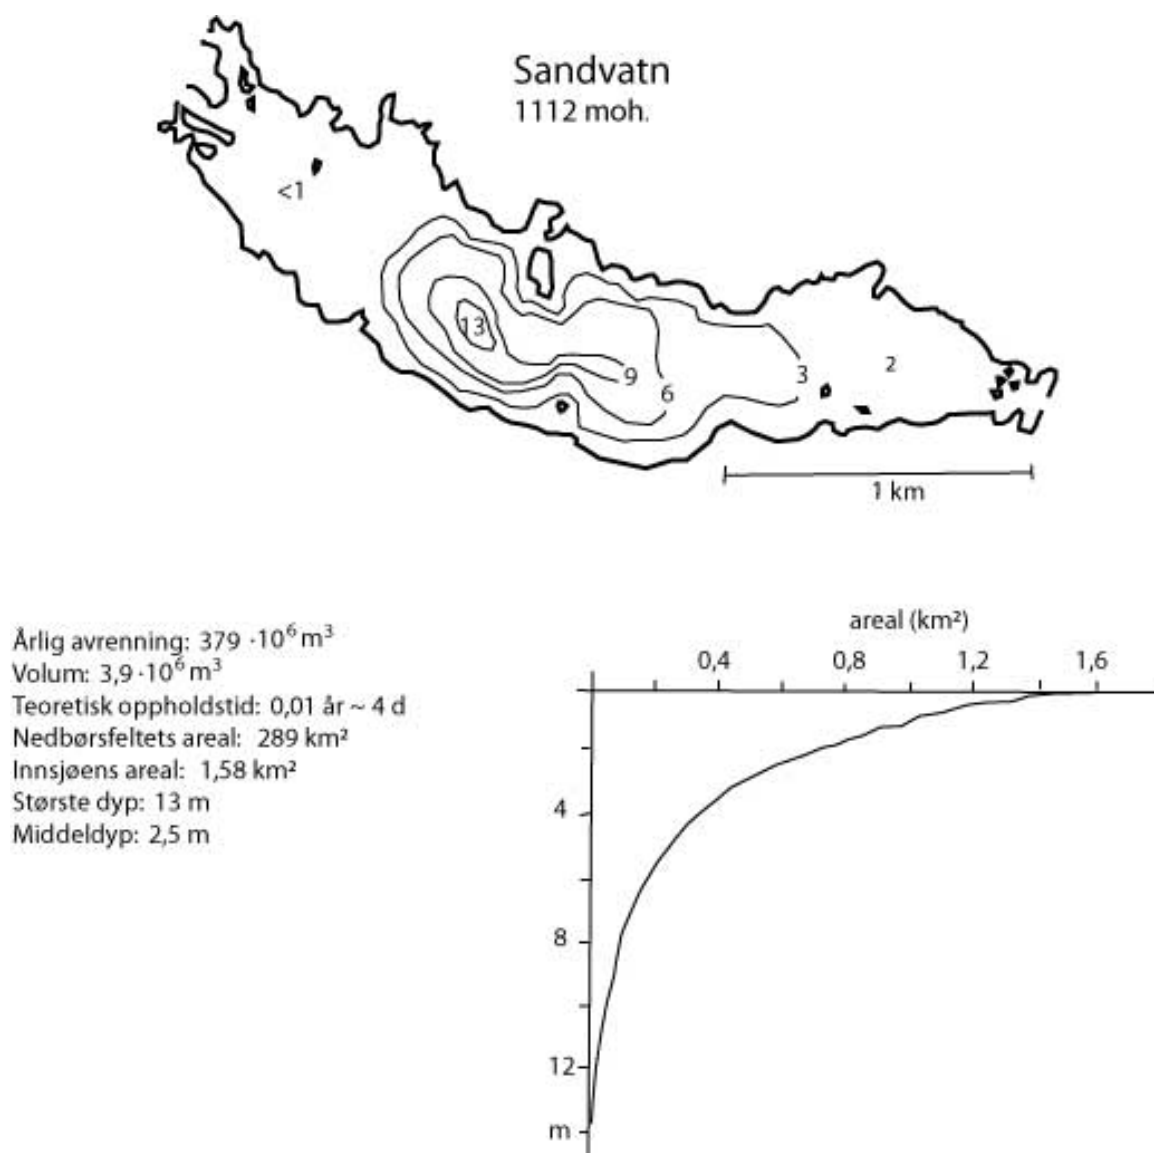 Sandvatn
1112 moh.
<1
13
9
6
3
2
1 km
Årlig avrenning: 379 ·10⁶ m³
Volum: 3,9 ·10⁶ m³
Teoretisk oppholdstid: 0,01 år ~ 4 d
Nedbørsfeltets areal: 289 km²
Innsjøens areal: 1,58 km²
Største dyp: 13 m
Middeldyp: 2,5 m
areal (km²)
0,4 0,8 1,2 1,6
4
8
12
m